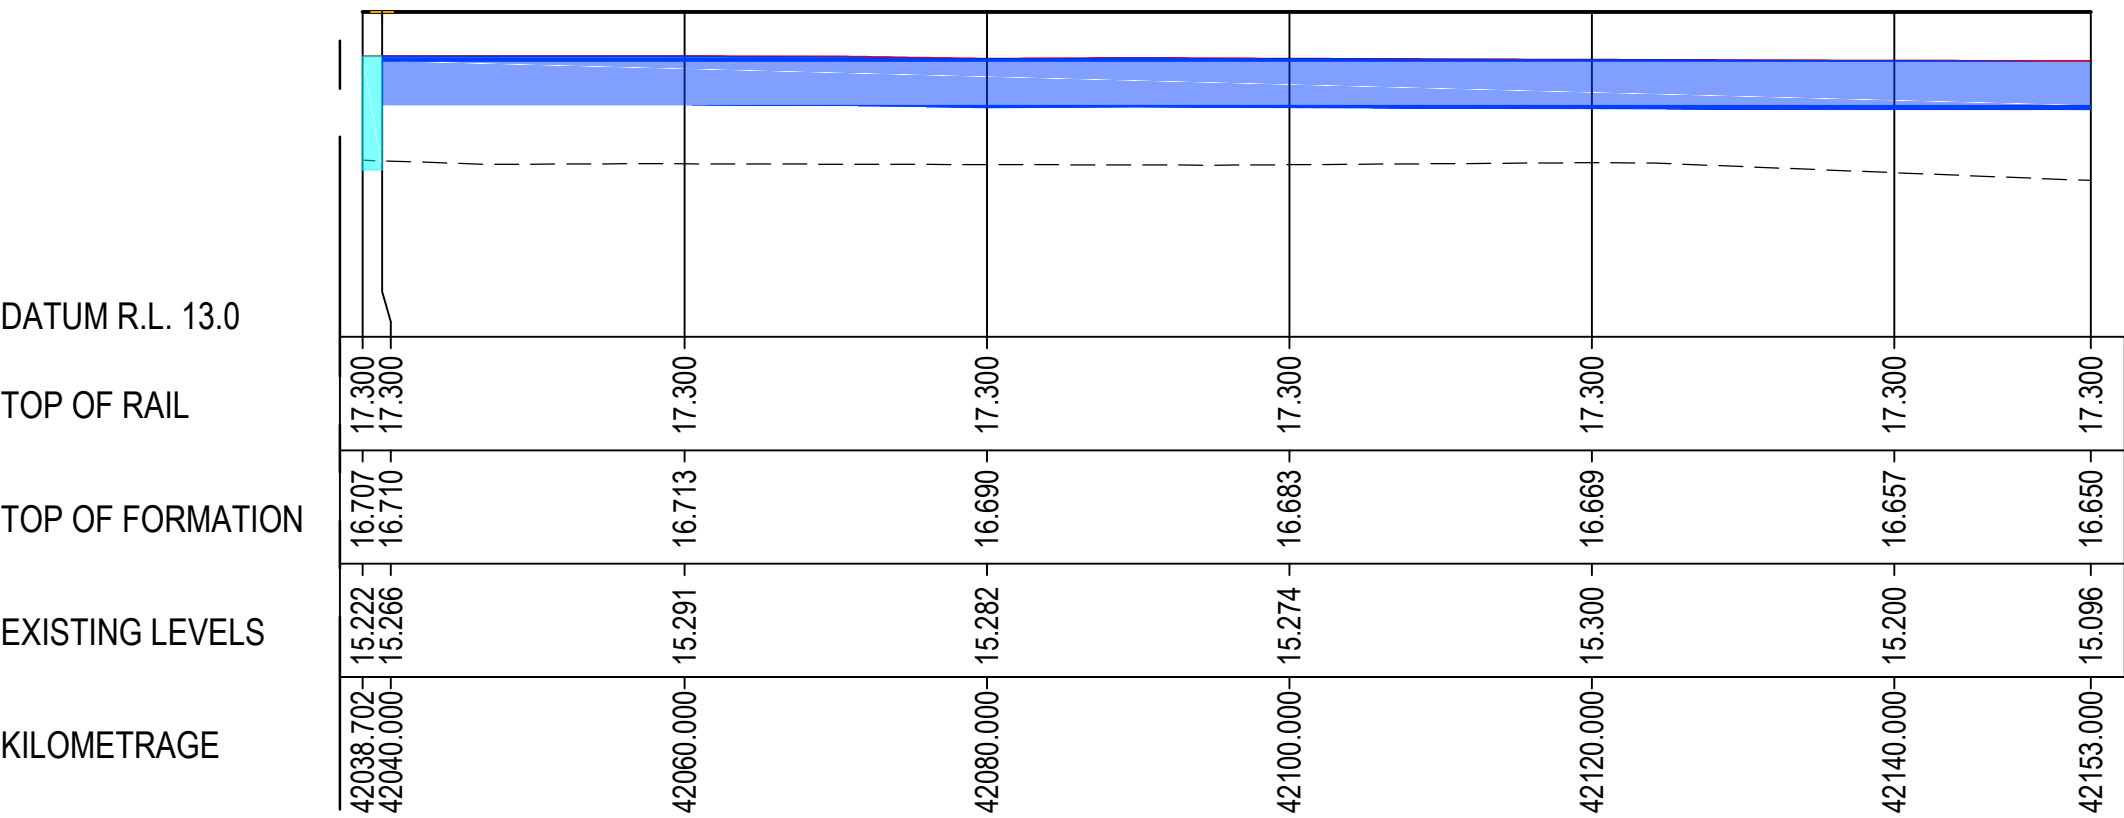 DATUM R.L. 13.0
TOP OF RAIL 17.300 17.300 17.300 17.300 17.300 17.300 17.300 17.300
TOP OF FORMATION 16.707 16.710 16.713 16.690 16.683 16.669 16.657 16.650
EXISTING LEVELS 15.222 15.266 15.291 15.282 15.274 15.300 15.200 15.096
KILOMETRAGE 42038.702 42040.000 42060.000 42080.000 42100.000 42120.000 42140.000 42153.000